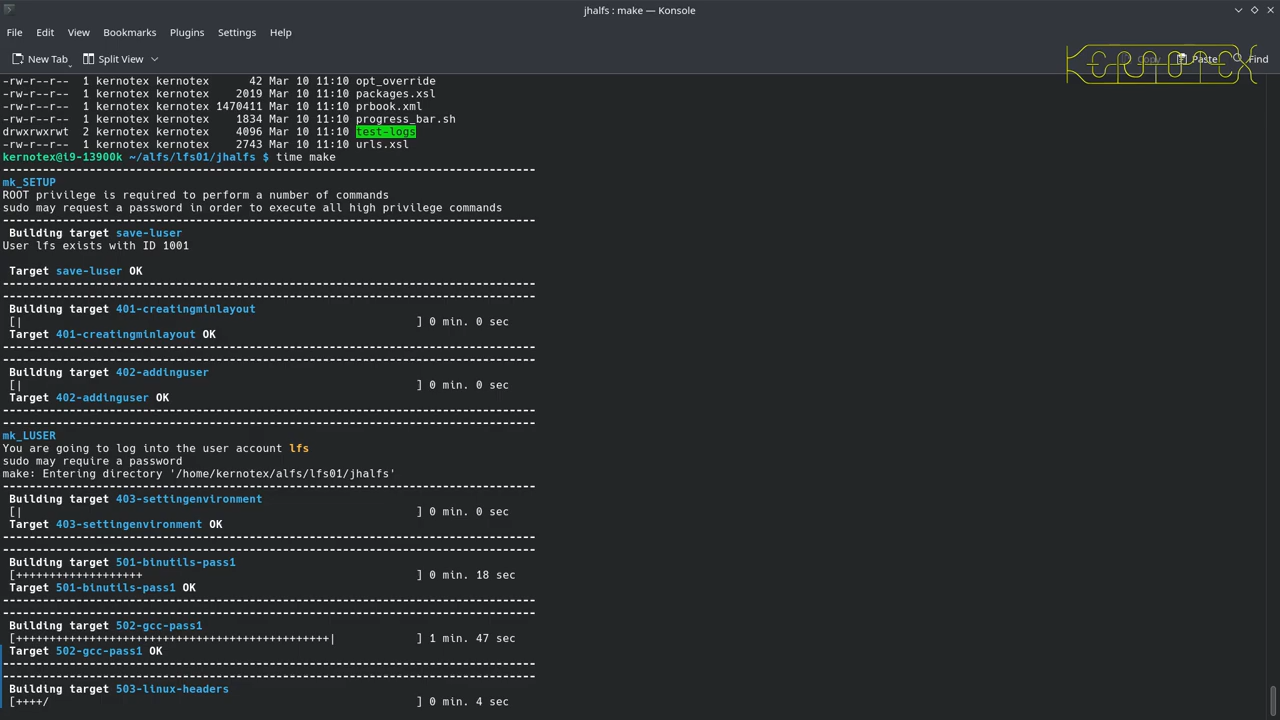 jhalfs : make — Konsole
File Edit View Bookmarks Plugins Settings Help
New Tab Split View Copy Paste Find
KERNOTEX
-rw-r--r-- 1 kernotex kernotex 42 Mar 10 11:10 opt_override
-rw-r--r-- 1 kernotex kernotex 2019 Mar 10 11:10 packages.xsl
-rw-r--r-- 1 kernotex kernotex 1470411 Mar 10 11:10 prbook.xml
-rw-r--r-- 1 kernotex kernotex 1834 Mar 10 11:10 progress_bar.sh
drwxrwxrwt 2 kernotex kernotex 4096 Mar 10 11:10 test-logs
-rw-r--r-- 1 kernotex kernotex 2743 Mar 10 11:10 urls.xsl
kernotex@i9-13900k ~/alfs/lfs01/jhalfs $ time make
--------------------------------------------------------------------------------
mk_SETUP
ROOT privilege is required to perform a number of commands
sudo may request a password in order to execute all high privilege commands
--------------------------------------------------------------------------------
Building target save-luser
User lfs exists with ID 1001
Target save-luser OK
--------------------------------------------------------------------------------
--------------------------------------------------------------------------------
Building target 401-creatingminlayout
[| ] 0 min. 0 sec
Target 401-creatingminlayout OK
--------------------------------------------------------------------------------
--------------------------------------------------------------------------------
Building target 402-addinguser
[| ] 0 min. 0 sec
Target 402-addinguser OK
--------------------------------------------------------------------------------
--------------------------------------------------------------------------------
mk_LUSER
You are going to log into the user account lfs
sudo may require a password
make: Entering directory '/home/kernotex/alfs/lfs01/jhalfs'
--------------------------------------------------------------------------------
Building target 403-settingenvironment
[| ] 0 min. 0 sec
Target 403-settingenvironment OK
--------------------------------------------------------------------------------
--------------------------------------------------------------------------------
Building target 501-binutils-pass1
[+++++++++++++++++++ ] 0 min. 18 sec
Target 501-binutils-pass1 OK
--------------------------------------------------------------------------------
--------------------------------------------------------------------------------
Building target 502-gcc-pass1
[+++++++++++++++++++++++++++++++++++++++++++++++| ] 1 min. 47 sec
Target 502-gcc-pass1 OK
--------------------------------------------------------------------------------
--------------------------------------------------------------------------------
Building target 503-linux-headers
[++++/ ] 0 min. 4 sec